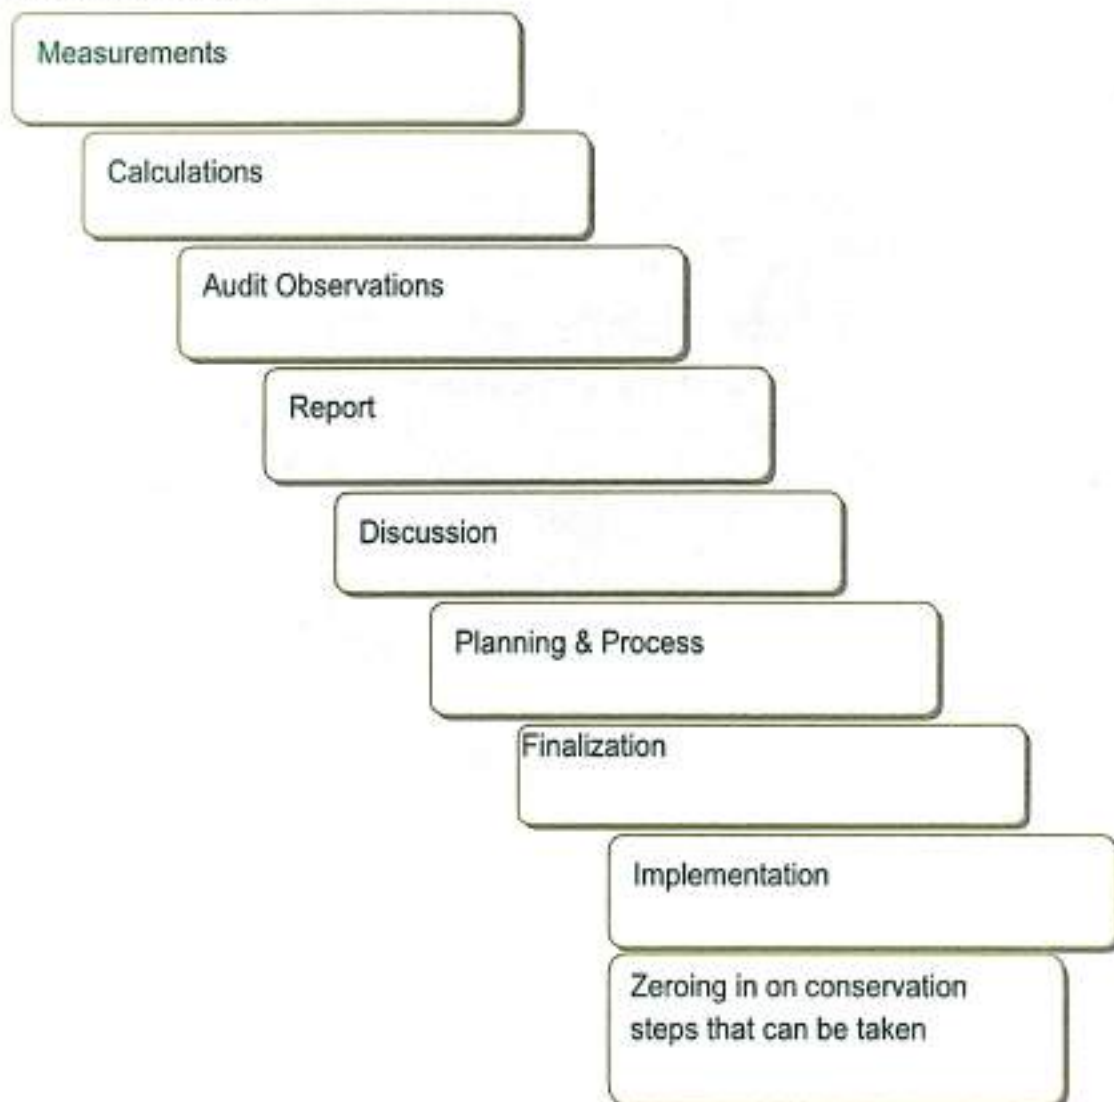 Measurements
Calculations
Audit Observations
Report
Discussion
Planning & Process
Finalization
Implementation
Zeroing in on conservation
steps that can be taken